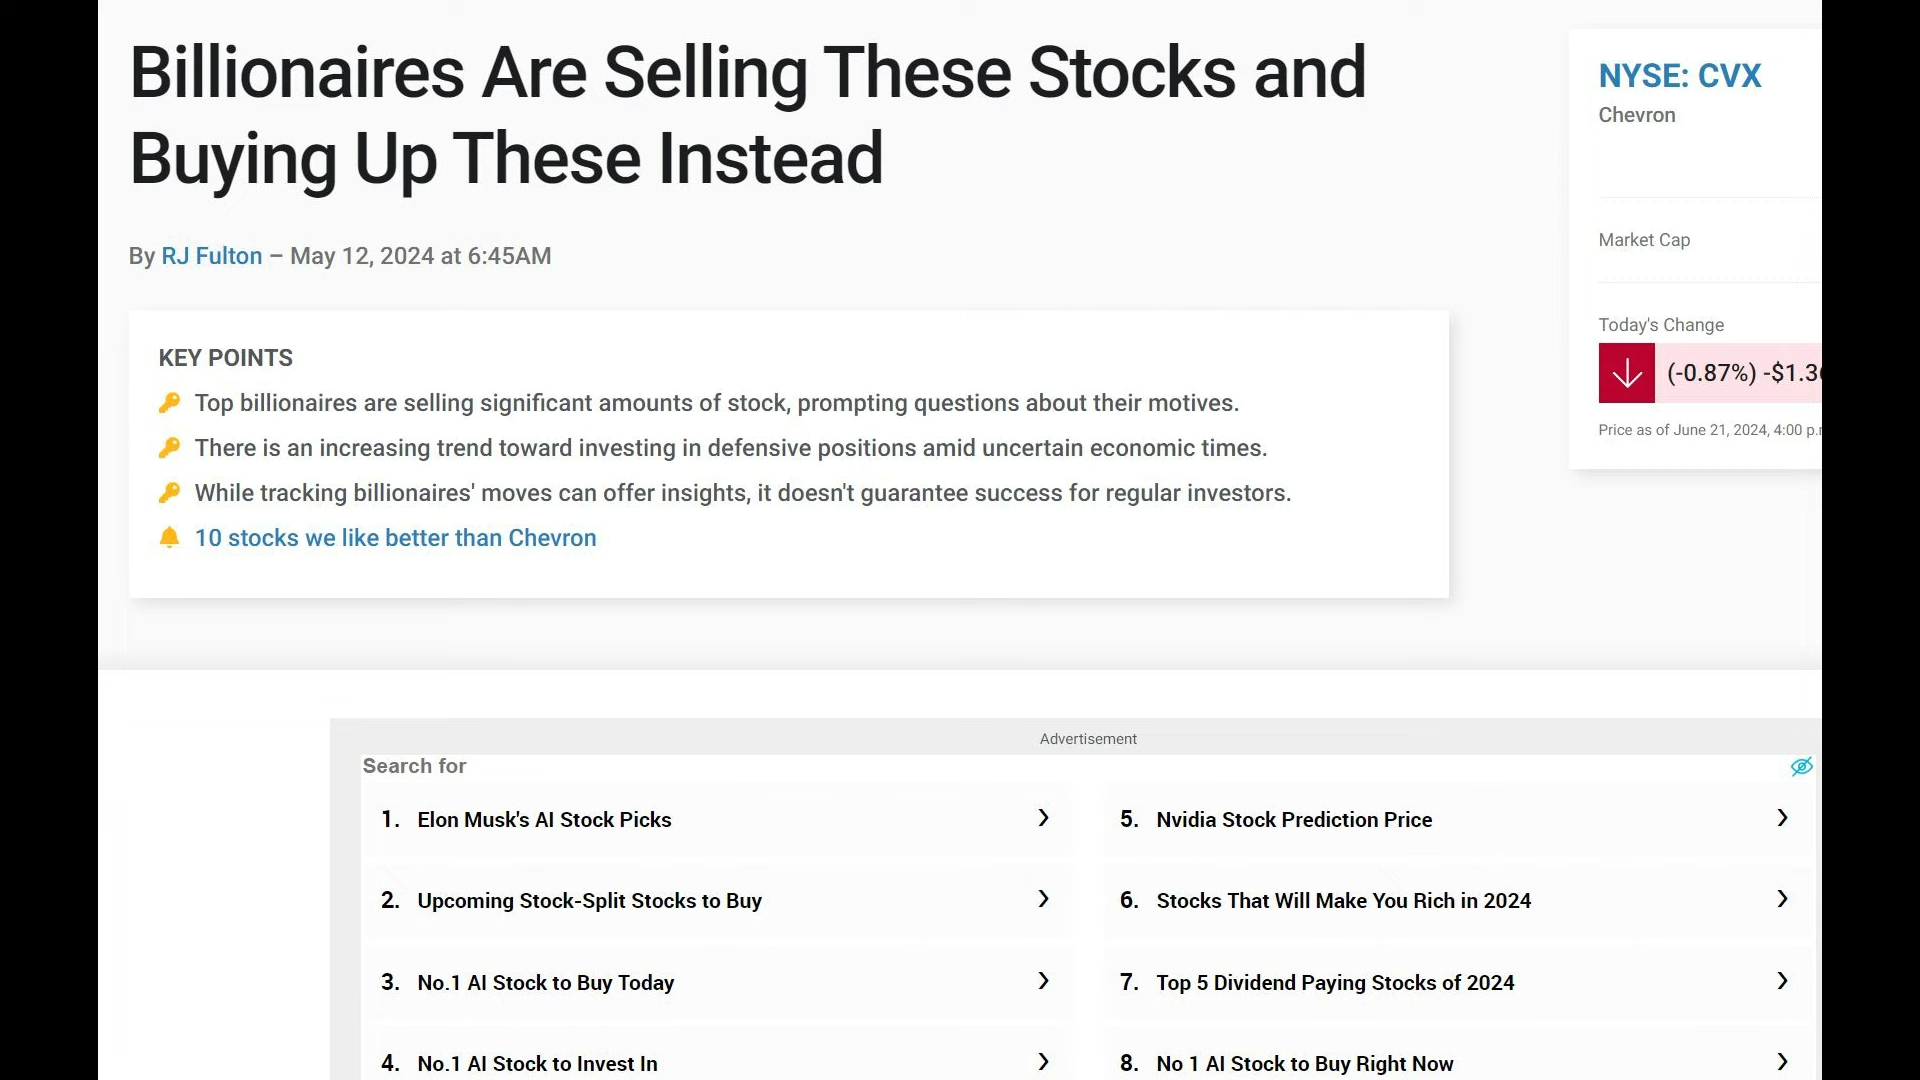 Billionaires Are Selling These Stocks and
Buying Up These Instead
By RJ Fulton – May 12, 2024 at 6:45AM
KEY POINTS
Top billionaires are selling significant amounts of stock, prompting questions about their motives.
There is an increasing trend toward investing in defensive positions amid uncertain economic times.
While tracking billionaires' moves can offer insights, it doesn't guarantee success for regular investors.
10 stocks we like better than Chevron
NYSE: CVX
Chevron
Market Cap
Today's Change
(-0.87%) -$1.3
Price as of June 21, 2024, 4:00 p.
Advertisement
Search for
1. Elon Musk's AI Stock Picks
2. Upcoming Stock-Split Stocks to Buy
3. No.1 AI Stock to Buy Today
4. No.1 AI Stock to Invest In
5. Nvidia Stock Prediction Price
6. Stocks That Will Make You Rich in 2024
7. Top 5 Dividend Paying Stocks of 2024
8. No 1 AI Stock to Buy Right Now